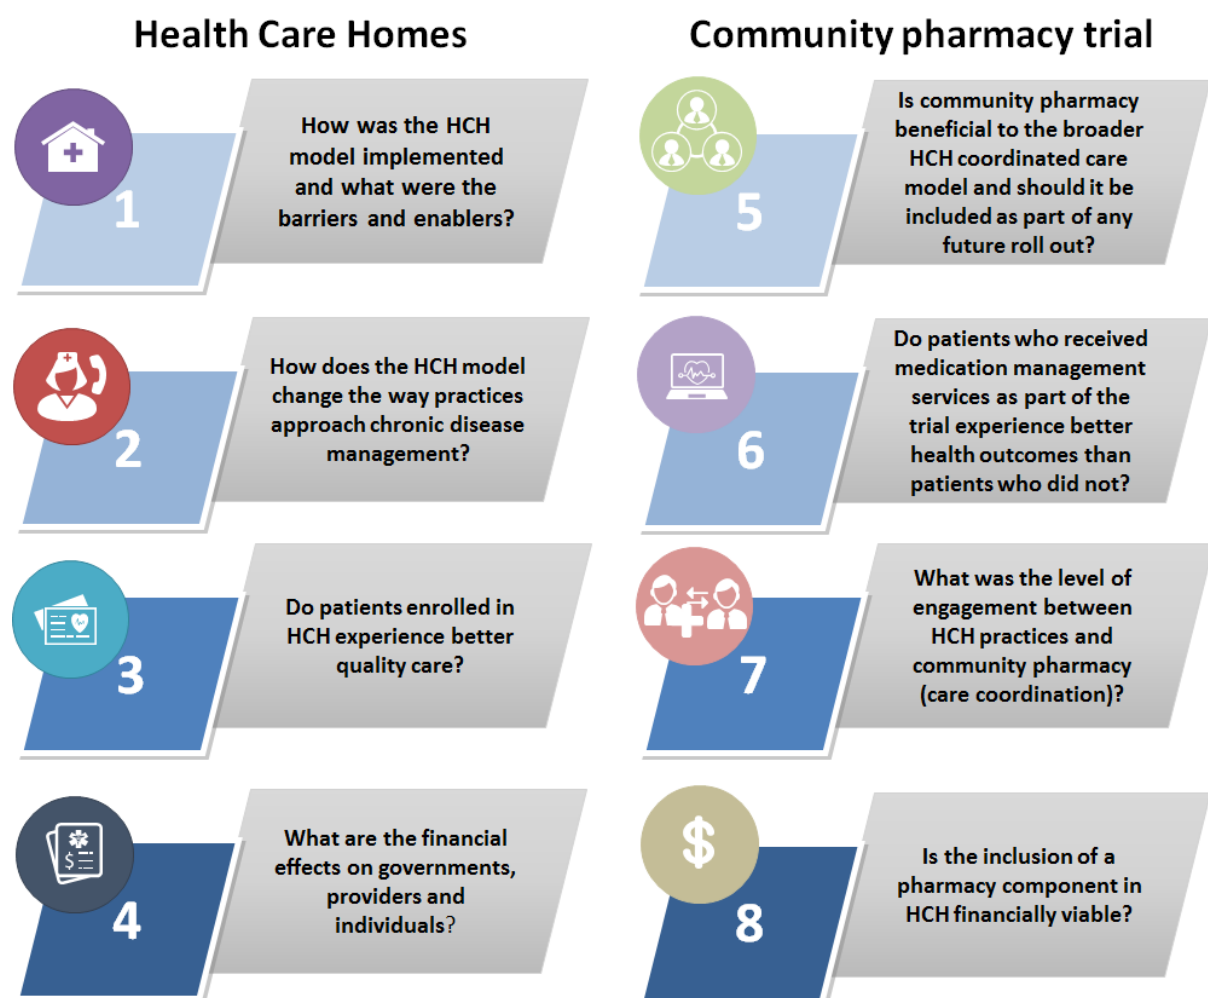 Health Care Homes
1
How was the HCH
model implemented
and what were the
barriers and enablers?
2
How does the HCH model
change the way practices
approach chronic disease
management?
3
Do patients enrolled in
HCH experience better
quality care?
$
4
What are the financial
effects on governments,
providers and
individuals?
Community pharmacy trial
5
Is community pharmacy
beneficial to the broader
HCH coordinated care
model and should it be
included as part of any
future roll out?
6
Do patients who received
medication management
services as part of the
trial experience better
health outcomes than
patients who did not?
7
What was the level of
engagement between
HCH practices and
community pharmacy
(care coordination)?
$
8
Is the inclusion of a
pharmacy component in
HCH financially viable?